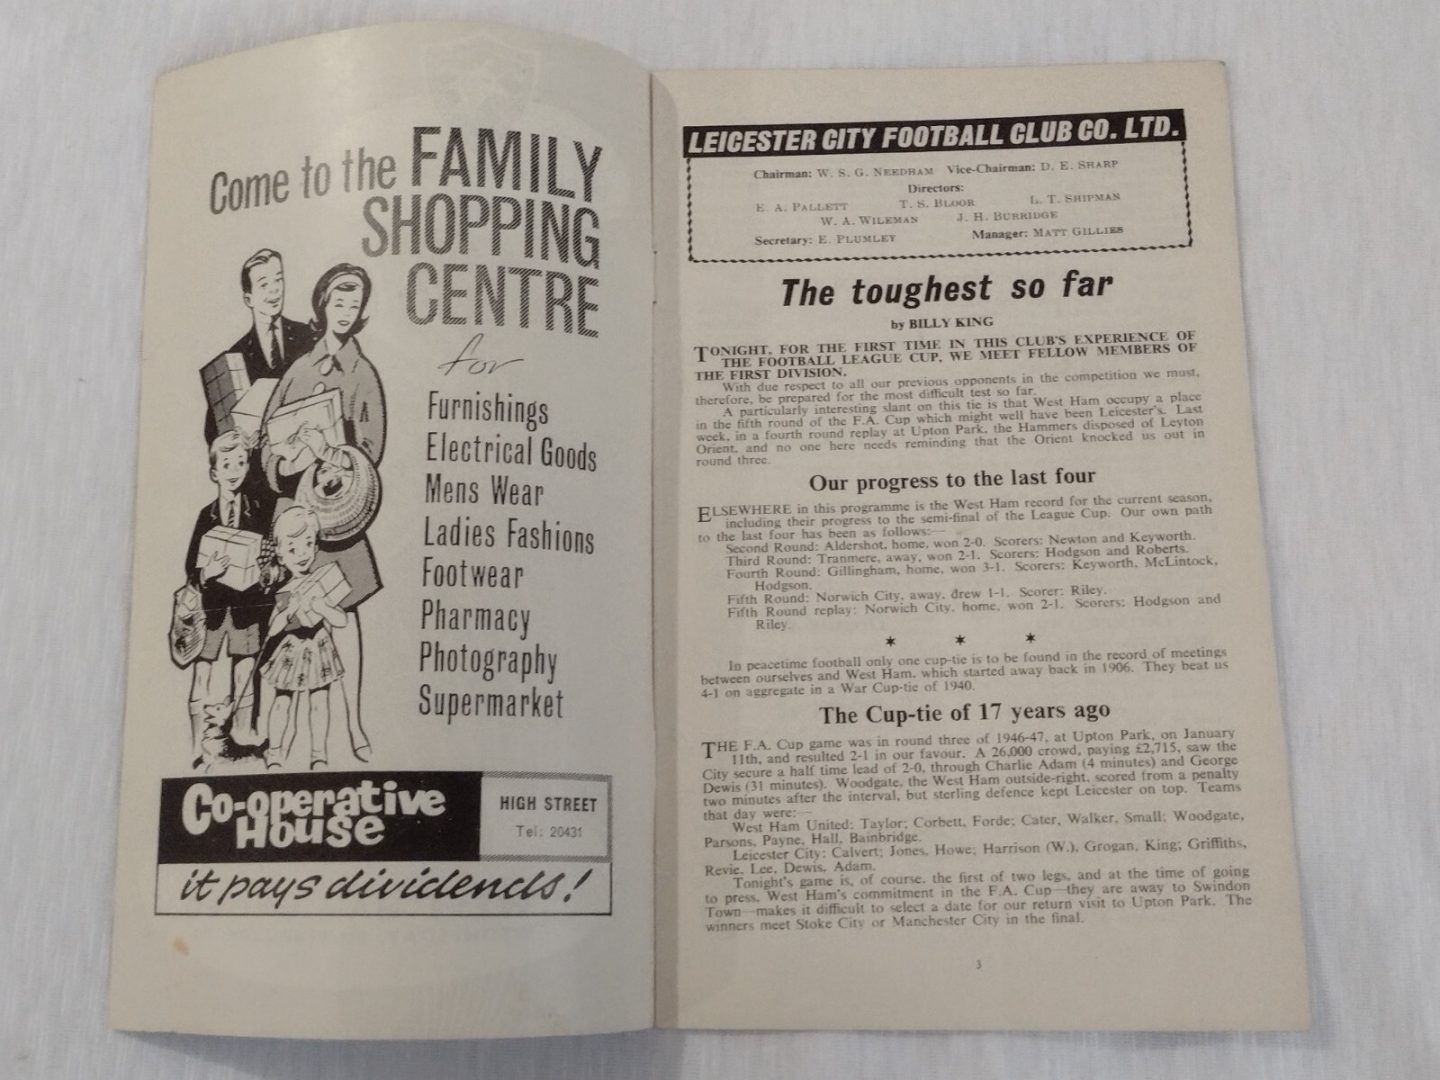 Come to the FAMILY
SHOPPING
CENTRE
for
Furnishings
Electrical Goods
Mens Wear
Ladies Fashions
Footwear
Pharmacy
Photography
Supermarket
Co-operative
House
HIGH STREET
Tel: 20431
it pays dividends!
LEICESTER CITY FOOTBALL CLUB CO. LTD.
Chairman: W. S. G. NEEDHAM Vice-Chairman: D. E. SHARP
Directors:
E. A. PALLETT T. S. BLOOR L. T. SHIPMAN
W. A. WILEMAN J. H. BURRIDGE
Secretary: E. PLUMLEY Manager: MATT GILLIES
The toughest so far
by BILLY KING
TONIGHT, FOR THE FIRST TIME IN THIS CLUB'S EXPERIENCE OF
THE FOOTBALL LEAGUE CUP, WE MEET FELLOW MEMBERS OF
THE FIRST DIVISION.
With due respect to all our previous opponents in the competition we must,
therefore, be prepared for the most difficult test so far.
A particularly interesting slant on this tie is that West Ham occupy a place
in the fifth round of the F.A. Cup which might well have been Leicester's. Last
week, in a fourth round replay at Upton Park, the Hammers disposed of Leyton
Orient, and no one here needs reminding that the Orient knocked us out in
round three.
Our progress to the last four
ELSEWHERE in this programme is the West Ham record for the current season,
including their progress to the semi-final of the League Cup. Our own path
to the last four has been as follows:—
Second Round: Aldershot, home, won 2-0. Scorers: Newton and Keyworth.
Third Round: Tranmere, away, won 2-1. Scorers: Hodgson and Roberts.
Fourth Round: Gillingham, home, won 3-1. Scorers: Keyworth, McLintock,
Hodgson.
Fifth Round: Norwich City, away, drew 1-1. Scorer: Riley.
Fifth Round replay: Norwich City, home, won 2-1. Scorers: Hodgson and
Riley.
* * *
In peacetime football only one cup-tie is to be found in the record of meetings
between ourselves and West Ham, which started away back in 1906. They beat us
4-1 on aggregate in a War Cup-tie of 1940.
The Cup-tie of 17 years ago
THE F.A. Cup game was in round three of 1946-47, at Upton Park, on January
11th, and resulted 2-1 in our favour. A 26,000 crowd, paying £2,715, saw the
City secure a half time lead of 2-0, through Charlie Adam (4 minutes) and George
Dewis (31 minutes). Woodgate, the West Ham outside-right, scored from a penalty
two minutes after the interval, but sterling defence kept Leicester on top. Teams
that day were:—
West Ham United: Taylor; Corbett, Forde; Cater, Walker, Small; Woodgate,
Parsons, Payne, Hall, Bainbridge.
Leicester City: Calvert; Jones, Howe; Harrison (W.), Grogan, King; Griffiths,
Revie, Lee, Dewis, Adam.
Tonight's game is, of course, the first of two legs, and at the time of going
to press, West Ham's commitment in the F.A. Cup—they are away to Swindon
Town—makes it difficult to select a date for our return visit to Upton Park. The
winners meet Stoke City or Manchester City in the final.
3